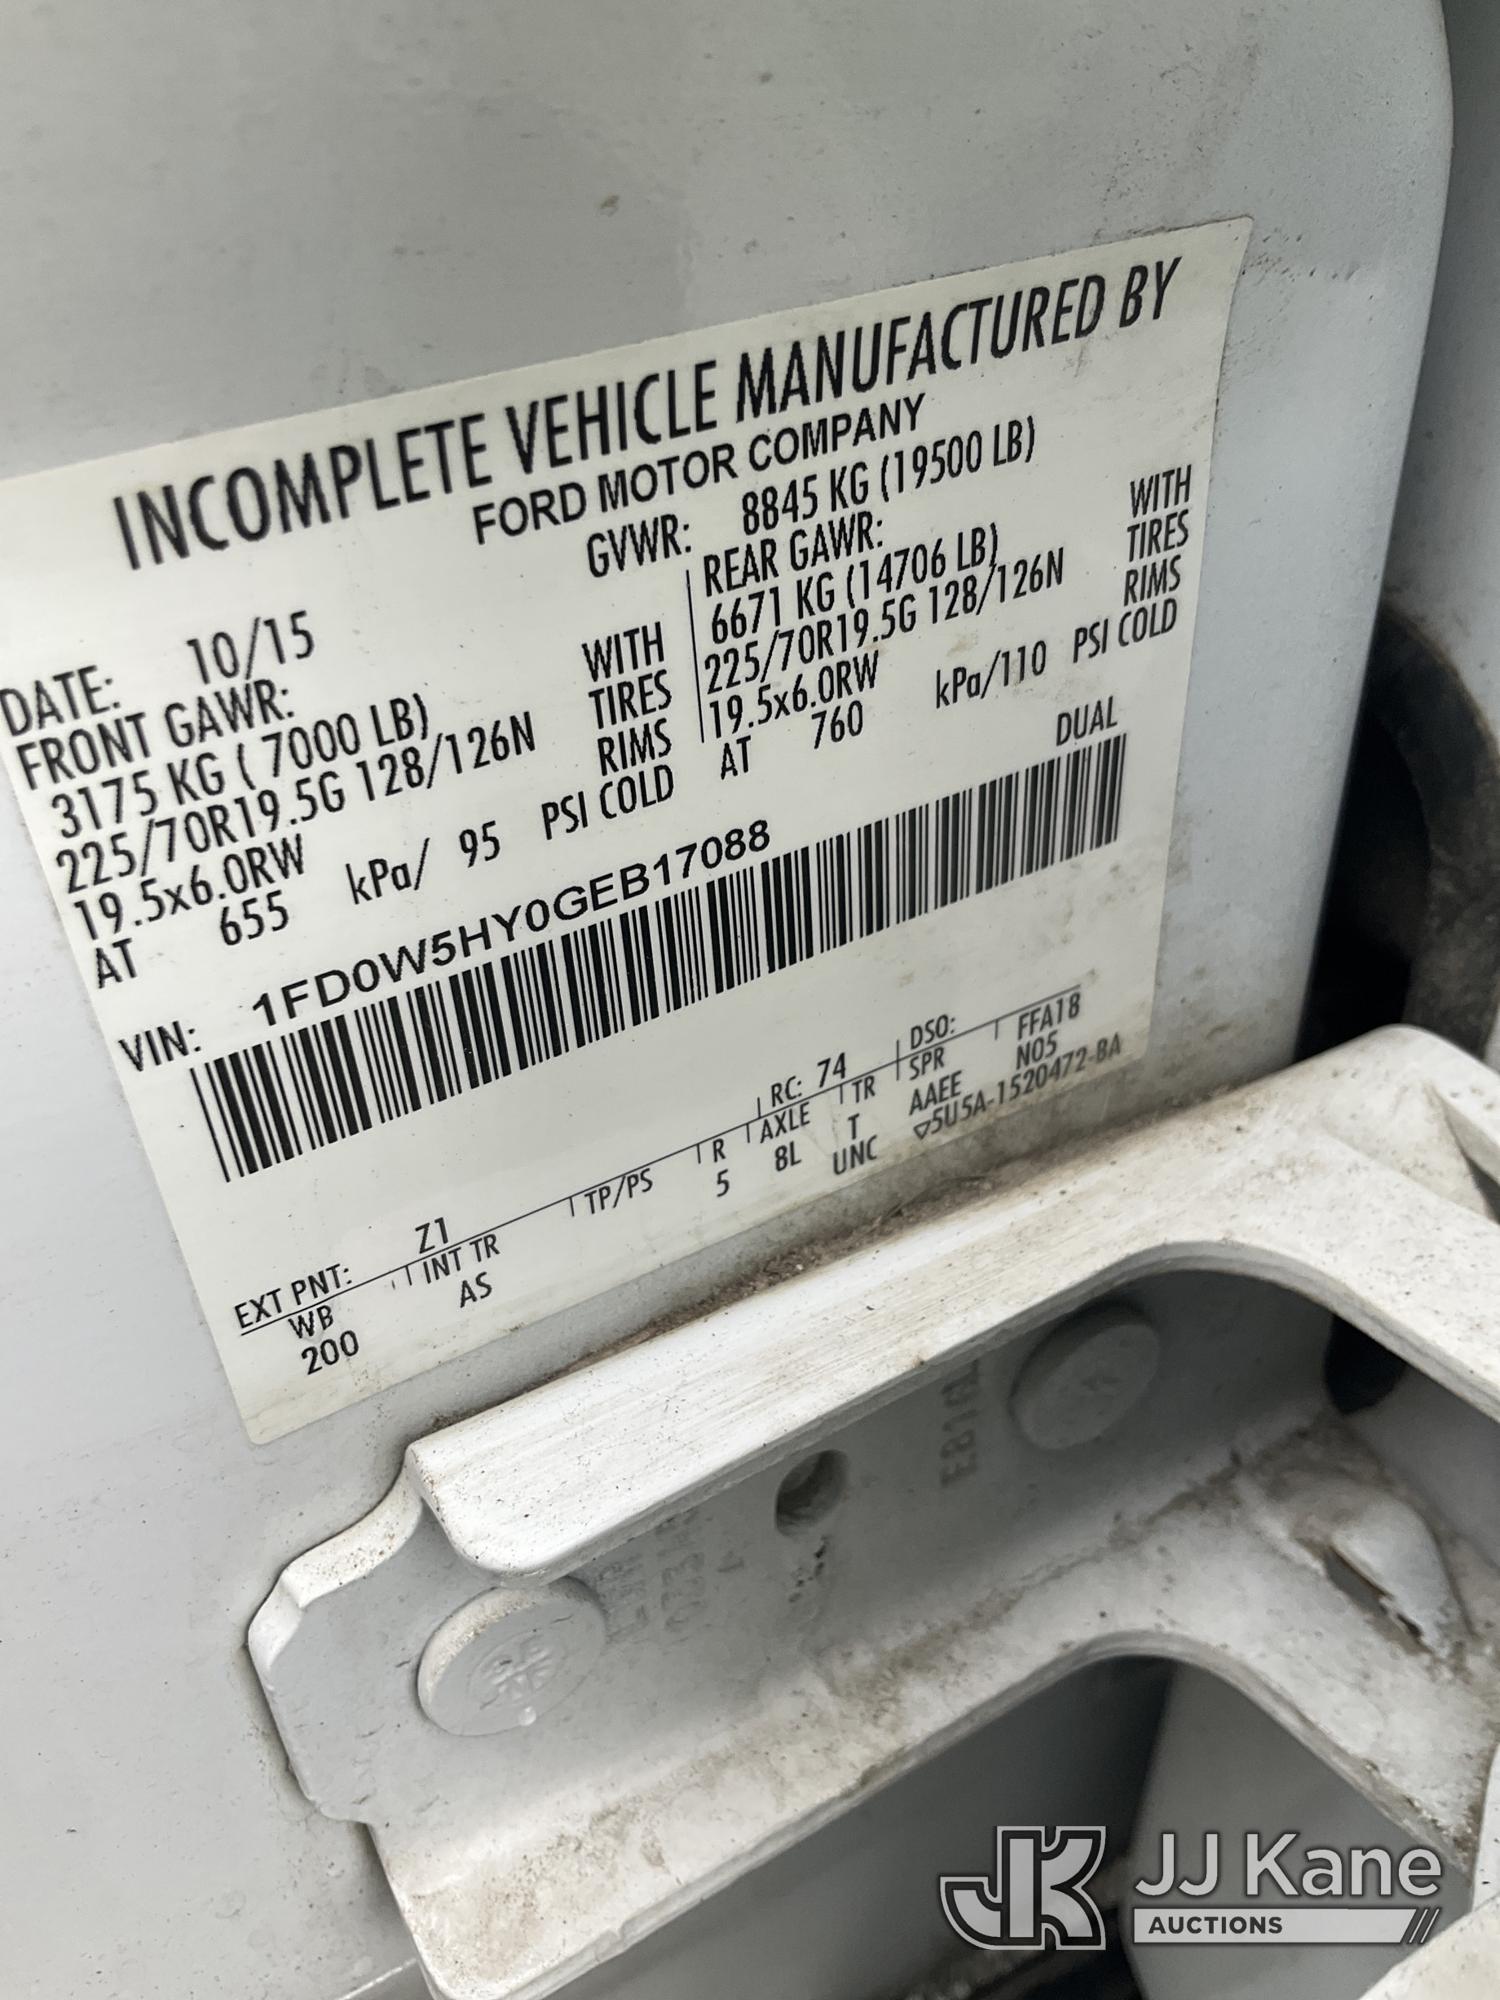 INCOMPLETE VEHICLE MANUFACTURED BY
FORD MOTOR COMPANY
DATE: 10/15 GVWR: 8845 KG (19500 LB)
FRONT GAWR: REAR GAWR:
3175 KG ( 7000 LB) WITH 6671 KG (14706 LB) WITH
225/70R19.5G 128/126N TIRES 225/70R19.5G 128/126N TIRES
19.5x6.0RW RIMS 19.5x6.0RW RIMS
AT 655 kPa/ 95 PSI COLD AT 760 kPa/110 PSI COLD
VIN: 1FD0W5HY0GEB17088 DUAL
EXT PNT: Z1 RC: 74 DSO: FFA18
WB INT TR TP/PS R AXLE TR SPR N05
200 AS 5 8L T AAEE
UNC ▽5U5A-1520472-BA
JK JJ Kane
AUCTIONS